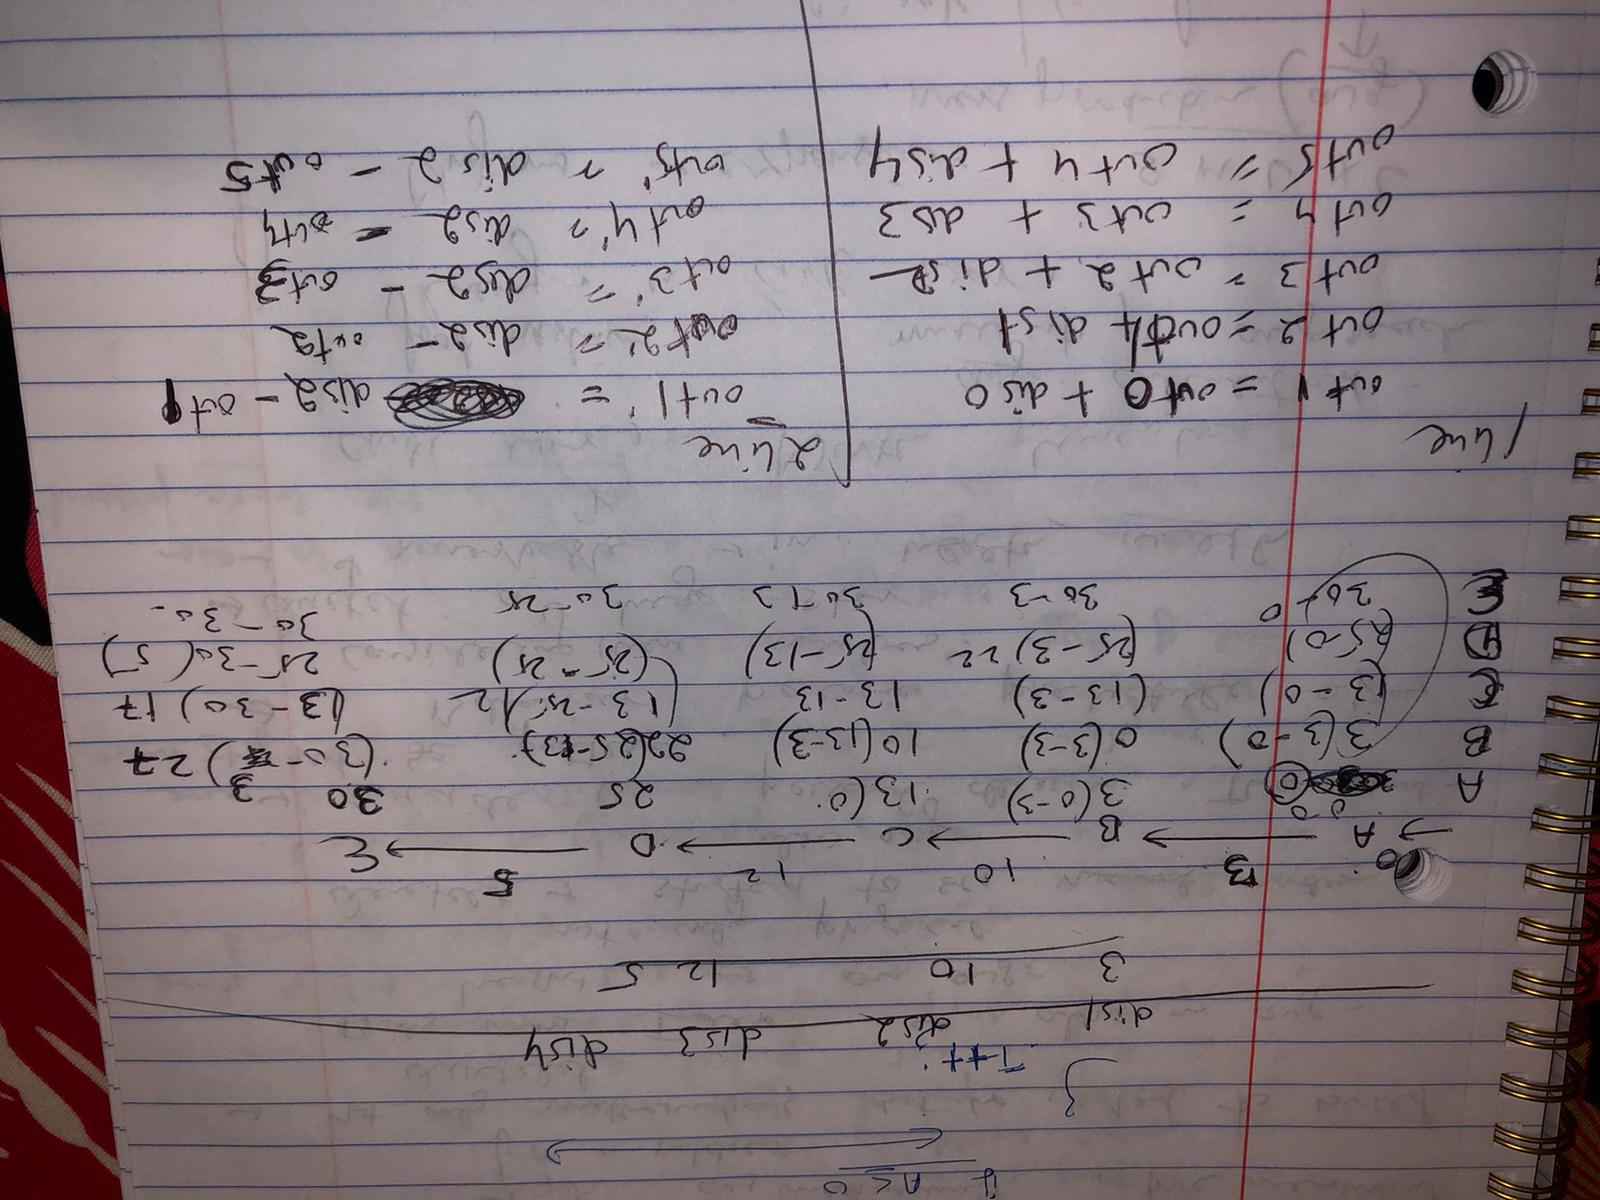 if A<0
}
I++;
dis1 dis2 dis3 dis4
3 10 12 5
0 3 10 12 5
→ A → B → C → D → E
A 0 3(0-3) 13(0 25 30
B 3(3-0) 0(3-3) 10(13-3) 22(25-13) (30-3) 27
C (13-0) (13-3) 13-13 (13-25)12 (13-30) 17
D (25-0) (25-3) 22 (25-13) (25-25) 25-30(5)
E 30-0 30-3 30-13 30-25 30-30
1 Line 2 Line
out1 = out0 + dis0 out1' = dis2 - out1
out2 = out1 + dis1 out2' = dis2 - out2
out3 = out2 + dis2 out3' = dis2 - out3
out4 = out3 + dis3 out4' = dis2 - out4
out5 = out4 + dis4 out5' = dis2 - out5